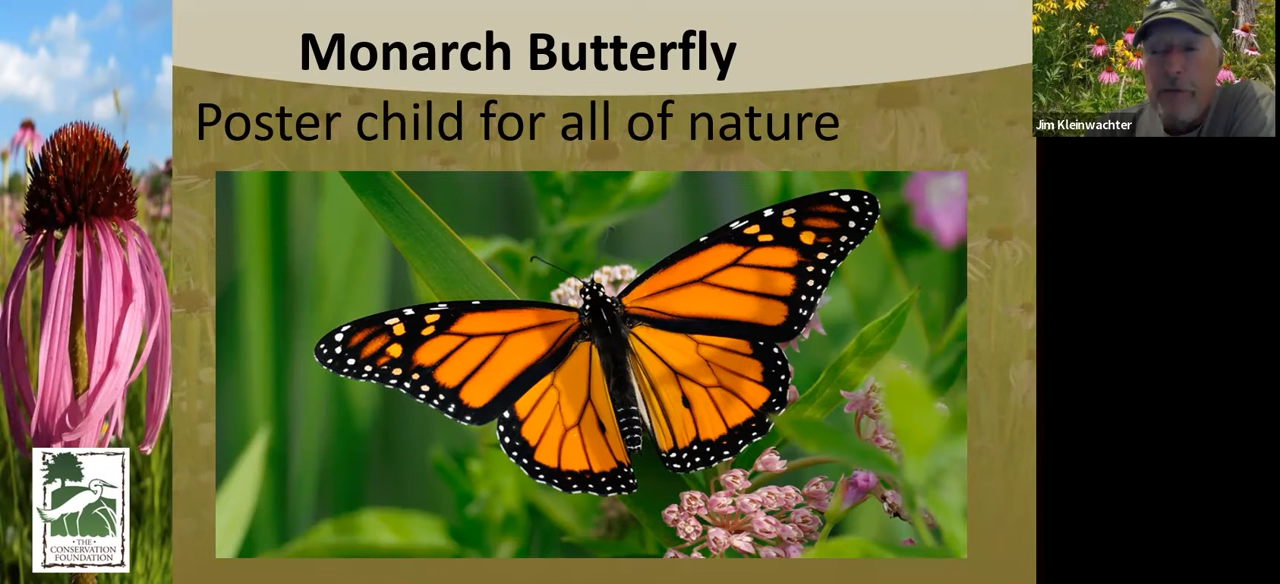 Monarch Butterfly
Poster child for all of nature
Jim Kleinwachter
• THE •
CONSERVATION
FOUNDATION